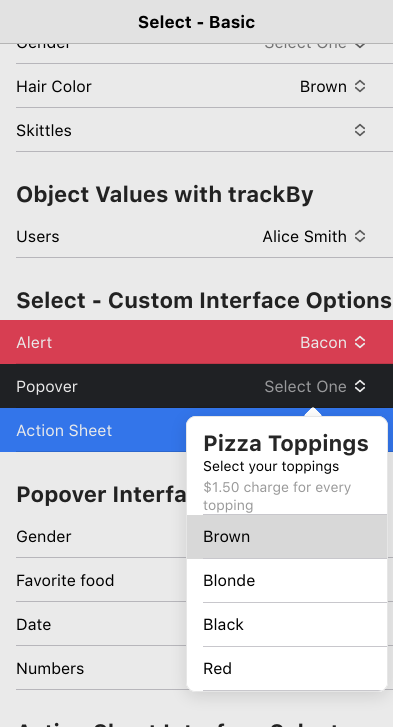 Select - Basic
Gender Select One
Hair Color Brown
Skittles
Object Values with trackBy
Users Alice Smith
Select - Custom Interface Options
Alert Bacon
Popover Select One
Action Sheet
Pizza Toppings
Select your toppings
$1.50 charge for every
topping
Brown
Blonde
Black
Red
Popover Interfa
Gender
Favorite food
Date
Numbers